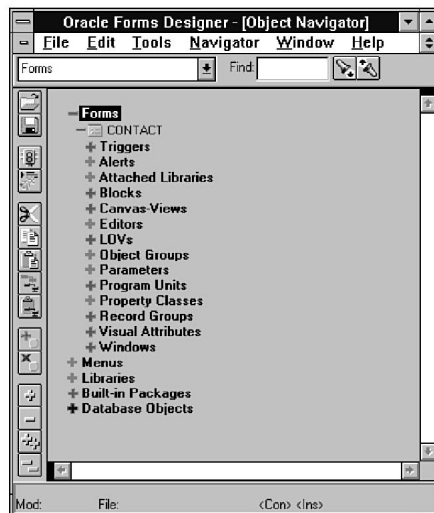 Oracle Forms Designer - [Object Navigator]
File Edit Tools Navigator Window Help
Forms Find:
Forms
CONTACT
Triggers
Alerts
Attached Libraries
Blocks
Canvas-Views
Editors
LOVs
Object Groups
Parameters
Program Units
Property Classes
Record Groups
Visual Attributes
Windows
Menus
Libraries
Built-in Packages
Database Objects
Mod: File: <Con> <Ins>